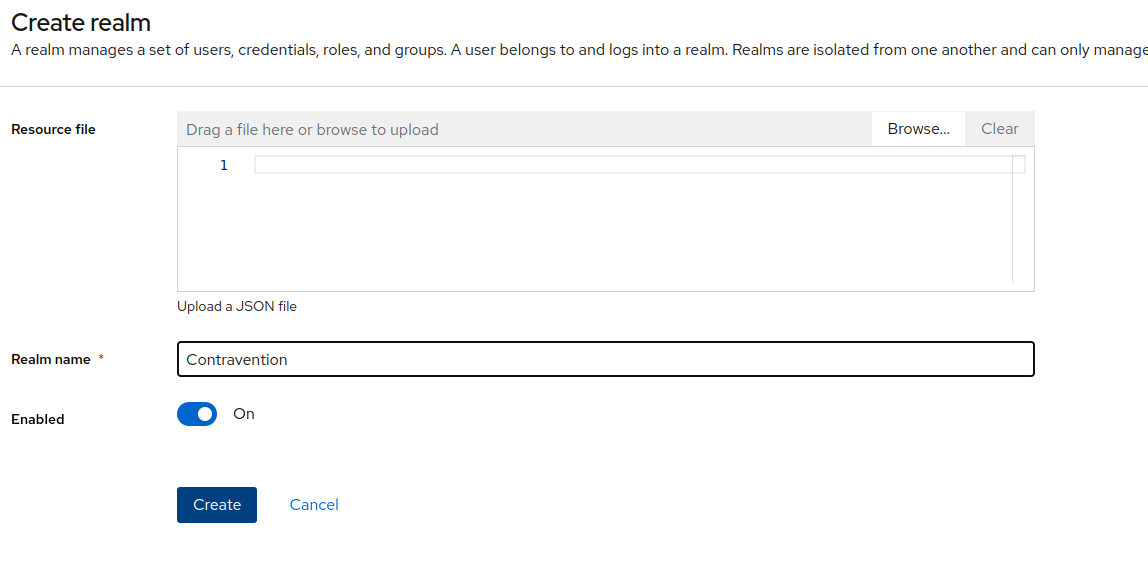 Create realm
A realm manages a set of users, credentials, roles, and groups. A user belongs to and logs into a realm. Realms are isolated from one another and can only manage
Resource file
Drag a file here or browse to upload
Browse...
Clear
1
Upload a JSON file
Realm name *
Contravention
Enabled
On
Create
Cancel